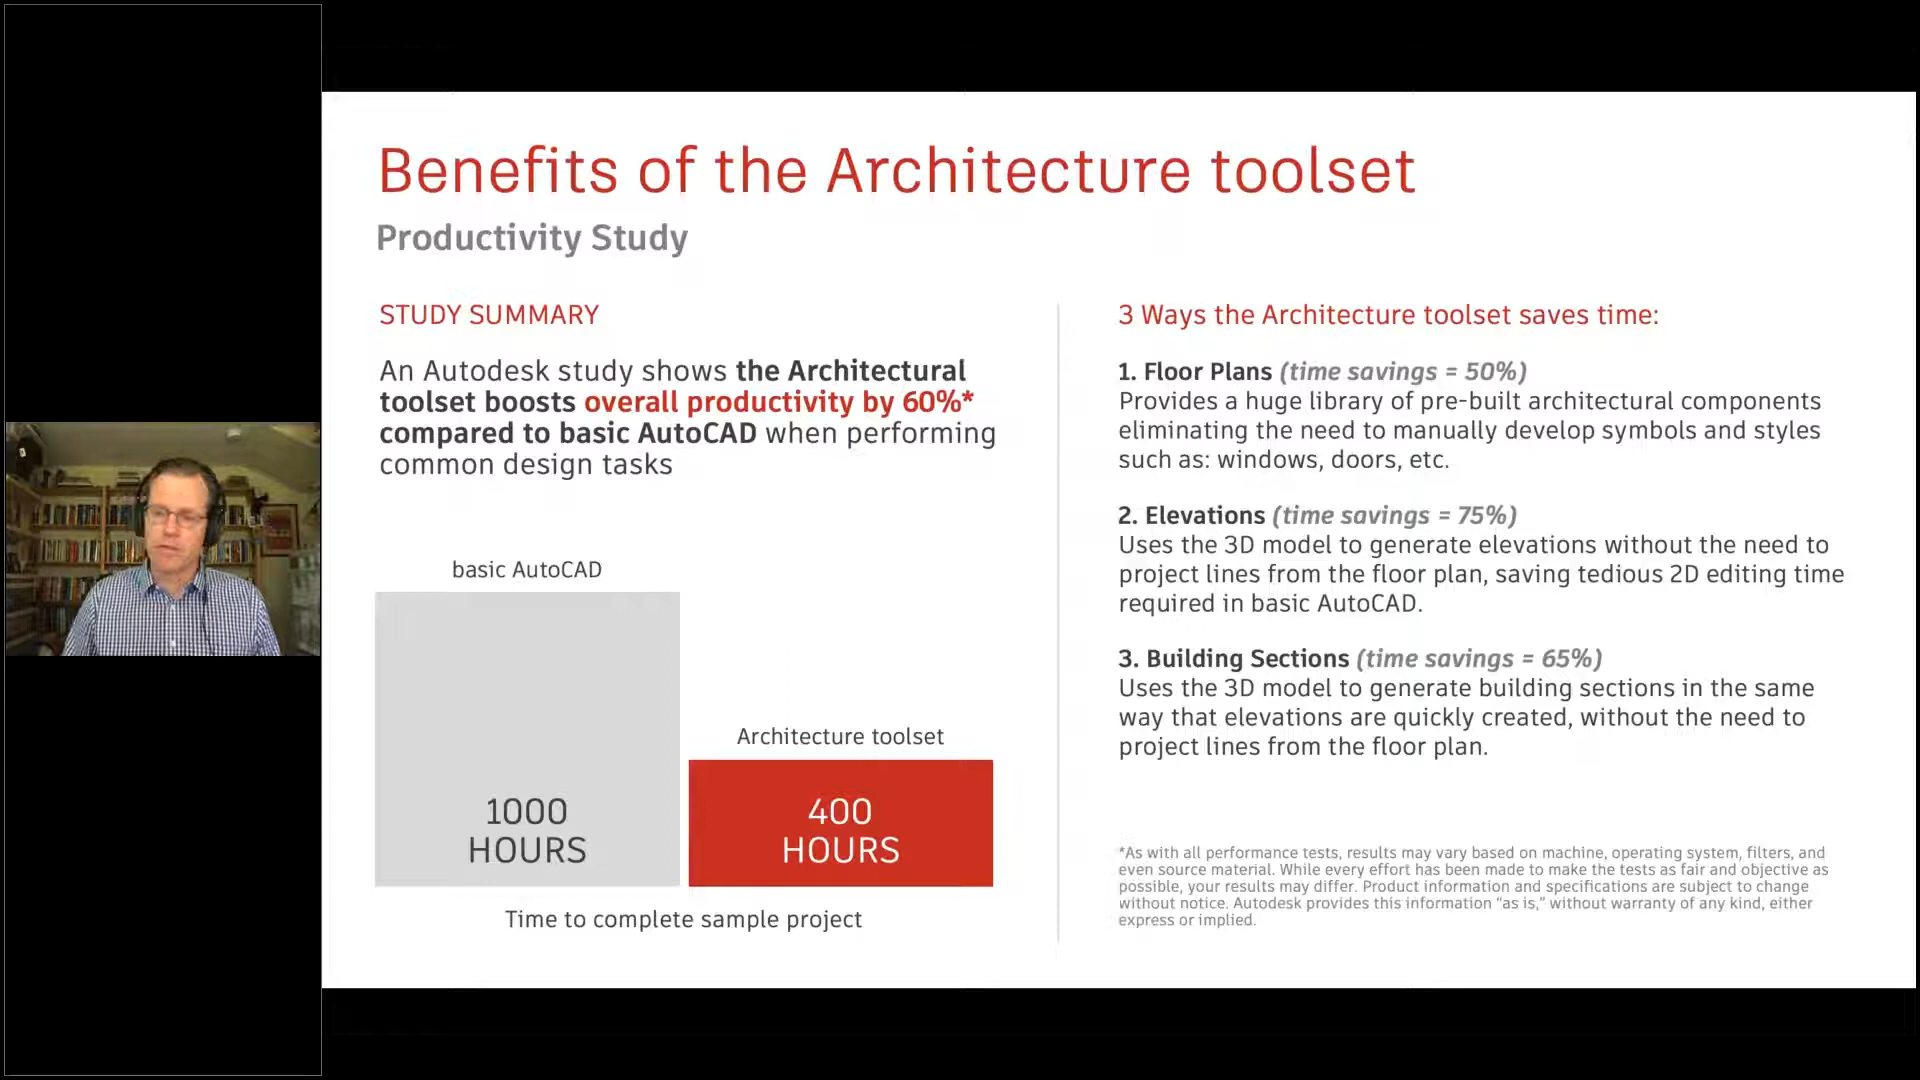 Benefits of the Architecture toolset
Productivity Study
STUDY SUMMARY
An Autodesk study shows the Architectural
toolset boosts overall productivity by 60%*
compared to basic AutoCAD when performing
common design tasks
basic AutoCAD
1000
HOURS
Architecture toolset
400
HOURS
Time to complete sample project
3 Ways the Architecture toolset saves time:
1. Floor Plans (time savings = 50%)
Provides a huge library of pre-built architectural components
eliminating the need to manually develop symbols and styles
such as: windows, doors, etc.
2. Elevations (time savings = 75%)
Uses the 3D model to generate elevations without the need to
project lines from the floor plan, saving tedious 2D editing time
required in basic AutoCAD.
3. Building Sections (time savings = 65%)
Uses the 3D model to generate building sections in the same
way that elevations are quickly created, without the need to
project lines from the floor plan.
*As with all performance tests, results may vary based on machine, operating system, filters, and
even source material. While every effort has been made to make the tests as fair and objective as
possible, your results may differ. Product information and specifications are subject to change
without notice. Autodesk provides this information “as is,” without warranty of any kind, either
express or implied.